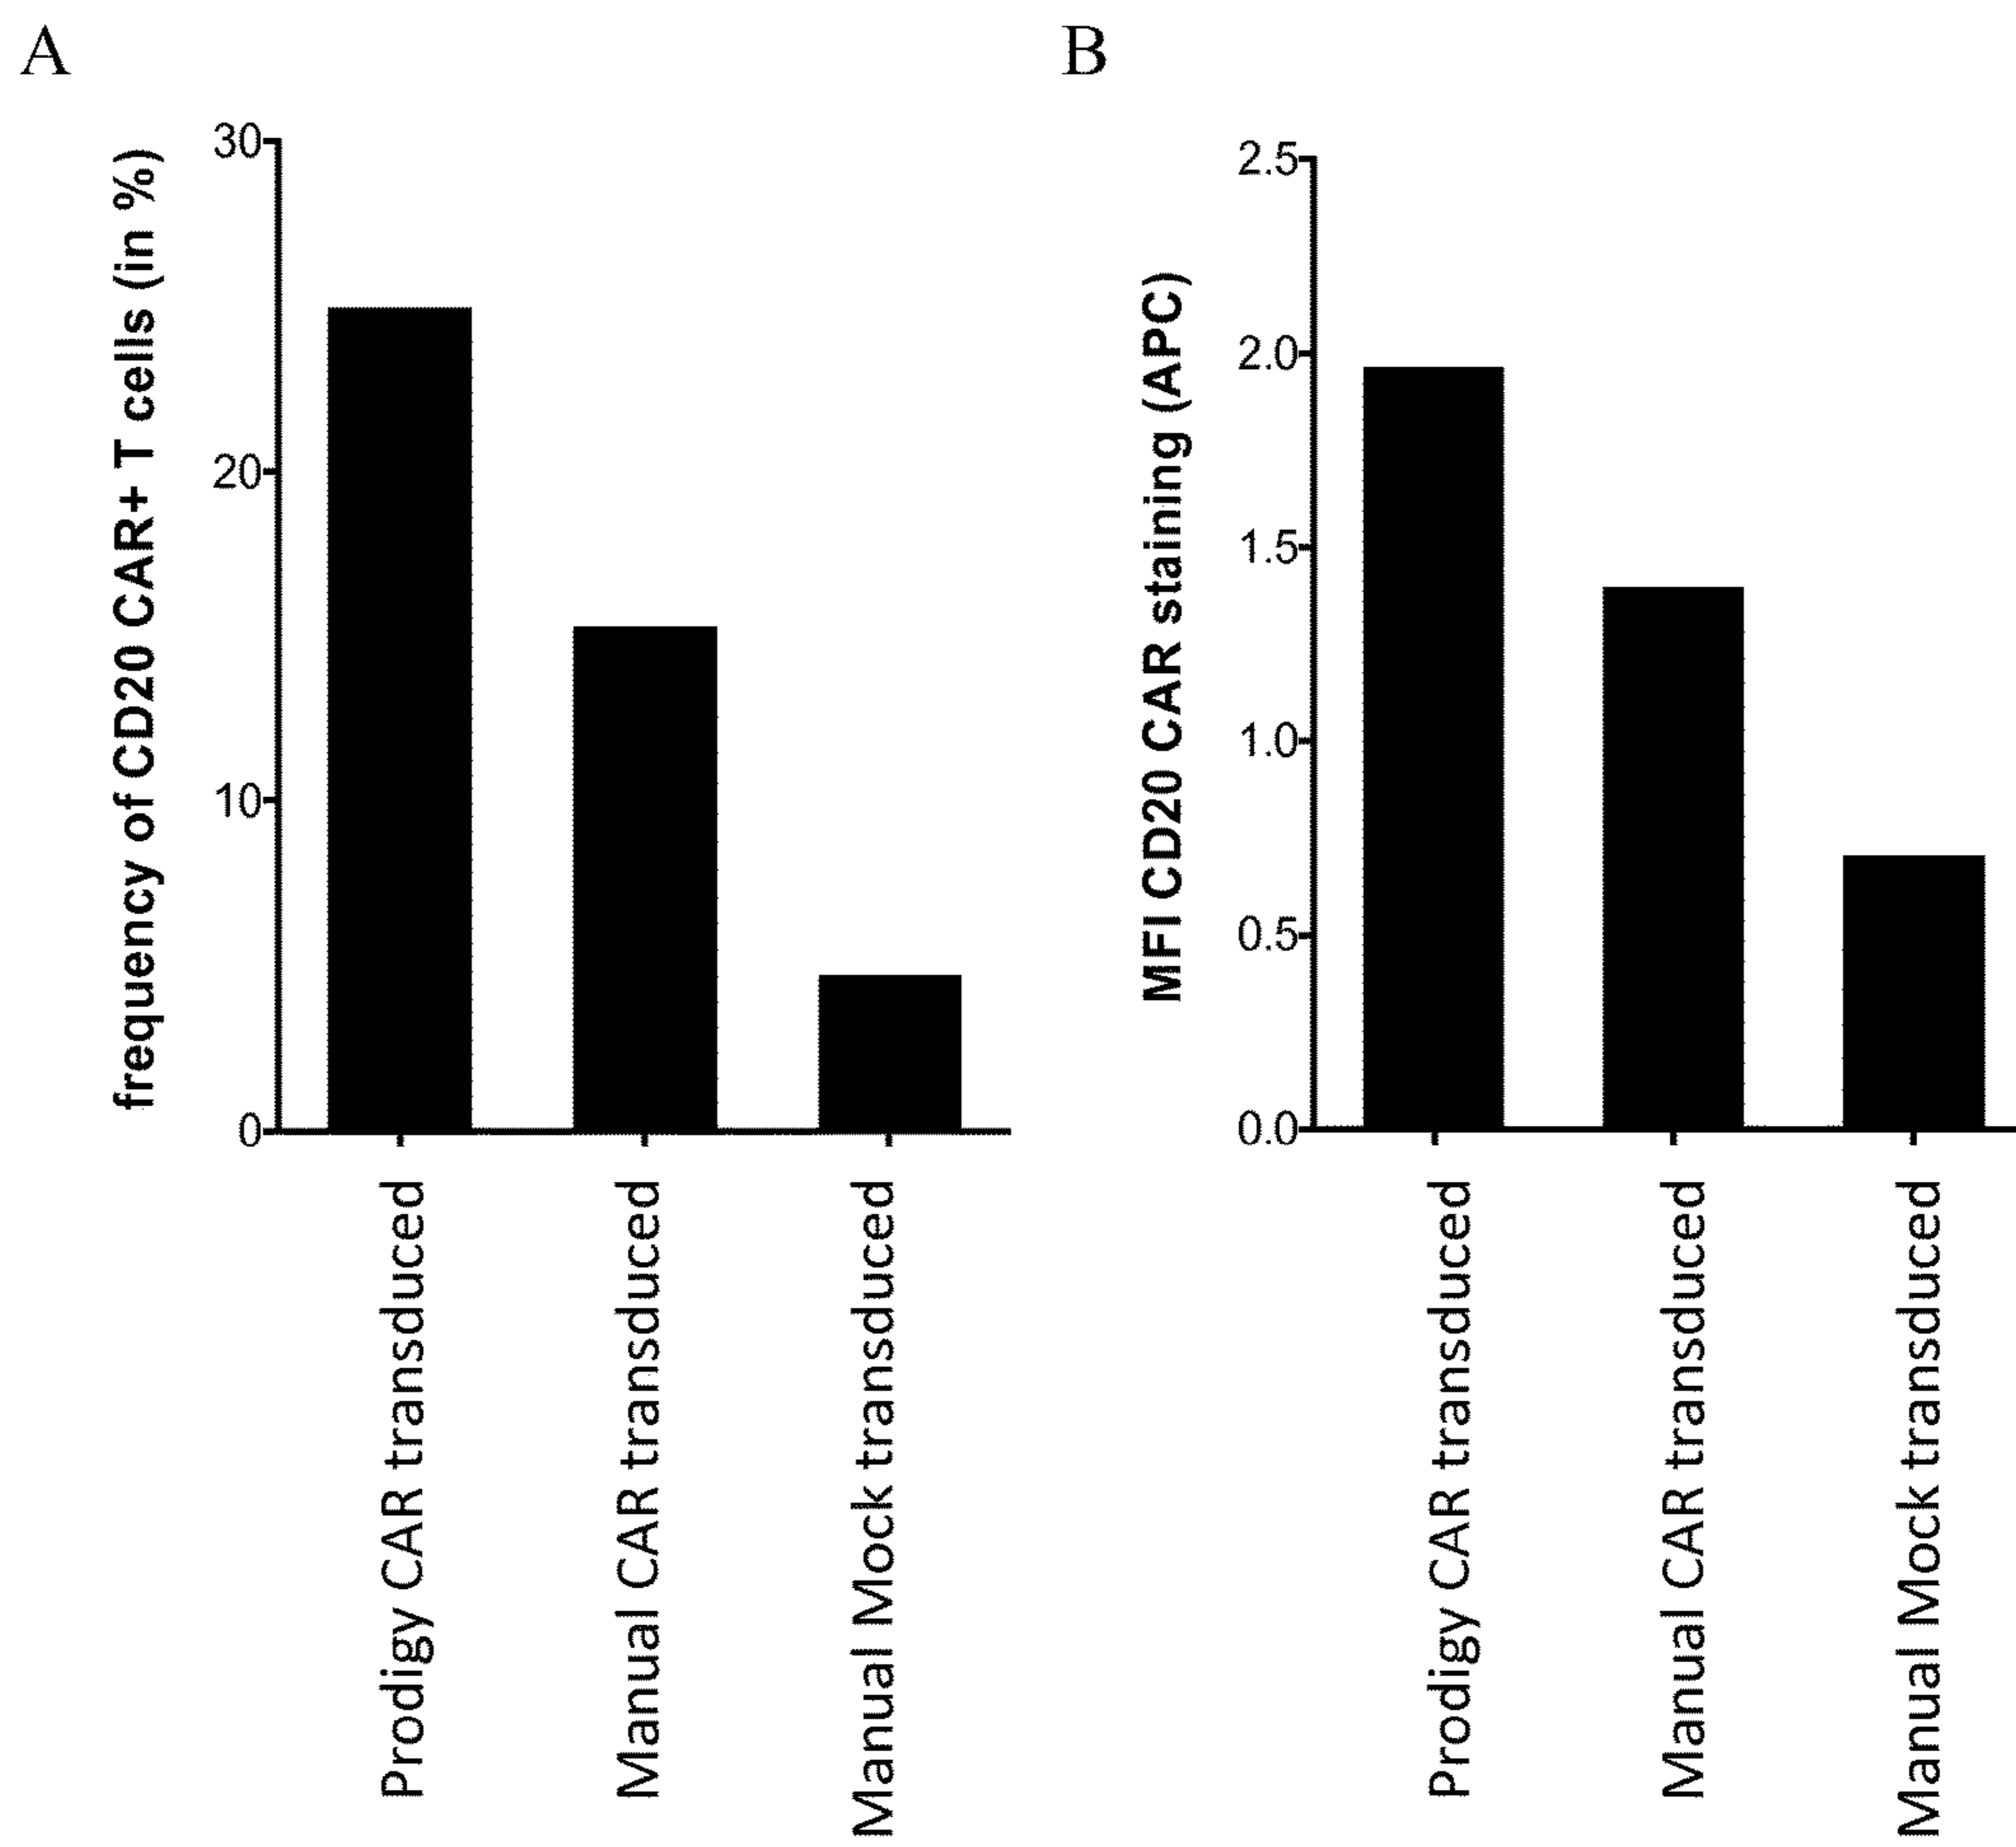 A
frequency of CD20 CAR+ T cells (in %)
30
20
10
0
Prodigy CAR transduced
Manual CAR transduced
Manual Mock transduced
B
MFI CD20 CAR staining (APC)
2.5
2.0
1.5
1.0
0.5
0.0
Prodigy CAR transduced
Manual CAR transduced
Manual Mock transduced